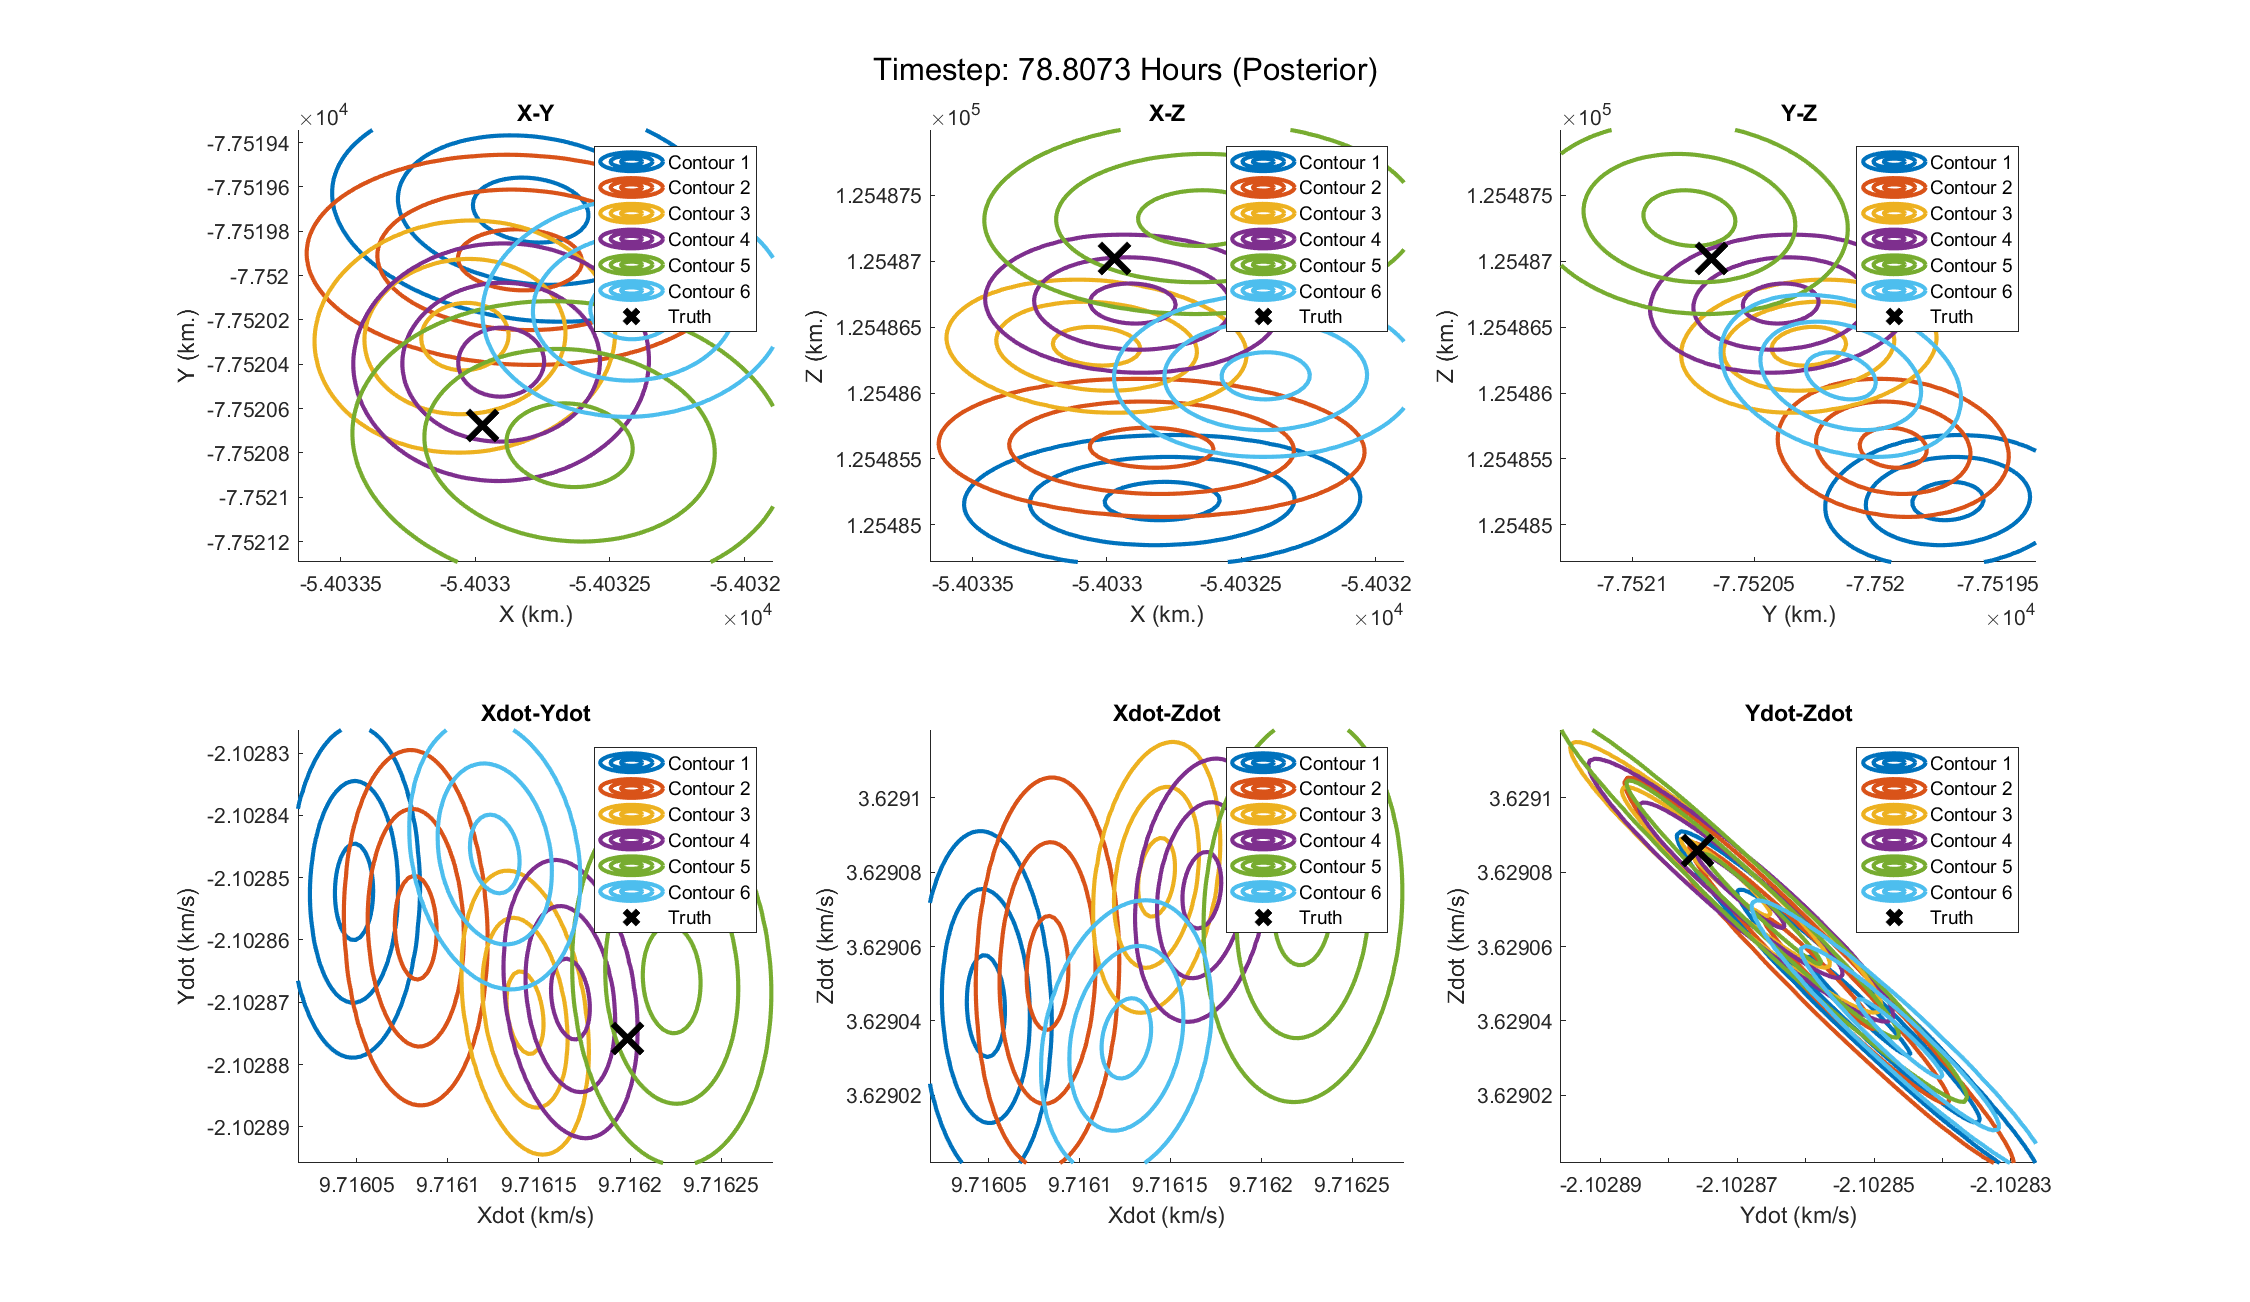 Timestep: 78.8073 Hours (Posterior)
×10^4
X-Y
-7.75194
-7.75196
-7.75198
-7.752
-7.75202
-7.75204
-7.75206
-7.75208
-7.7521
-7.75212
Y (km.)
Contour 1
Contour 2
Contour 3
Contour 4
Contour 5
Contour 6
Truth
-5.40335
-5.4033
-5.40325
-5.4032
X (km.)
×10^4
×10^5
X-Z
1.254875
1.25487
1.254865
1.25486
1.254855
1.25485
Z (km.)
Contour 1
Contour 2
Contour 3
Contour 4
Contour 5
Contour 6
Truth
-5.40335
-5.4033
-5.40325
-5.4032
X (km.)
×10^4
×10^5
Y-Z
1.254875
1.25487
1.254865
1.25486
1.254855
1.25485
Z (km.)
Contour 1
Contour 2
Contour 3
Contour 4
Contour 5
Contour 6
Truth
-7.7521
-7.75205
-7.752
-7.75195
Y (km.)
×10^4
Xdot-Ydot
-2.10283
-2.10284
-2.10285
-2.10286
-2.10287
-2.10288
-2.10289
Ydot (km/s)
Contour 1
Contour 2
Contour 3
Contour 4
Contour 5
Contour 6
Truth
9.71605
9.7161
9.71615
9.7162
9.71625
Xdot (km/s)
Xdot-Zdot
3.6291
3.62908
3.62906
3.62904
3.62902
Zdot (km/s)
Contour 1
Contour 2
Contour 3
Contour 4
Contour 5
Contour 6
Truth
9.71605
9.7161
9.71615
9.7162
9.71625
Xdot (km/s)
Ydot-Zdot
3.6291
3.62908
3.62906
3.62904
3.62902
Zdot (km/s)
Contour 1
Contour 2
Contour 3
Contour 4
Contour 5
Contour 6
Truth
-2.10289
-2.10287
-2.10285
-2.10283
Ydot (km/s)